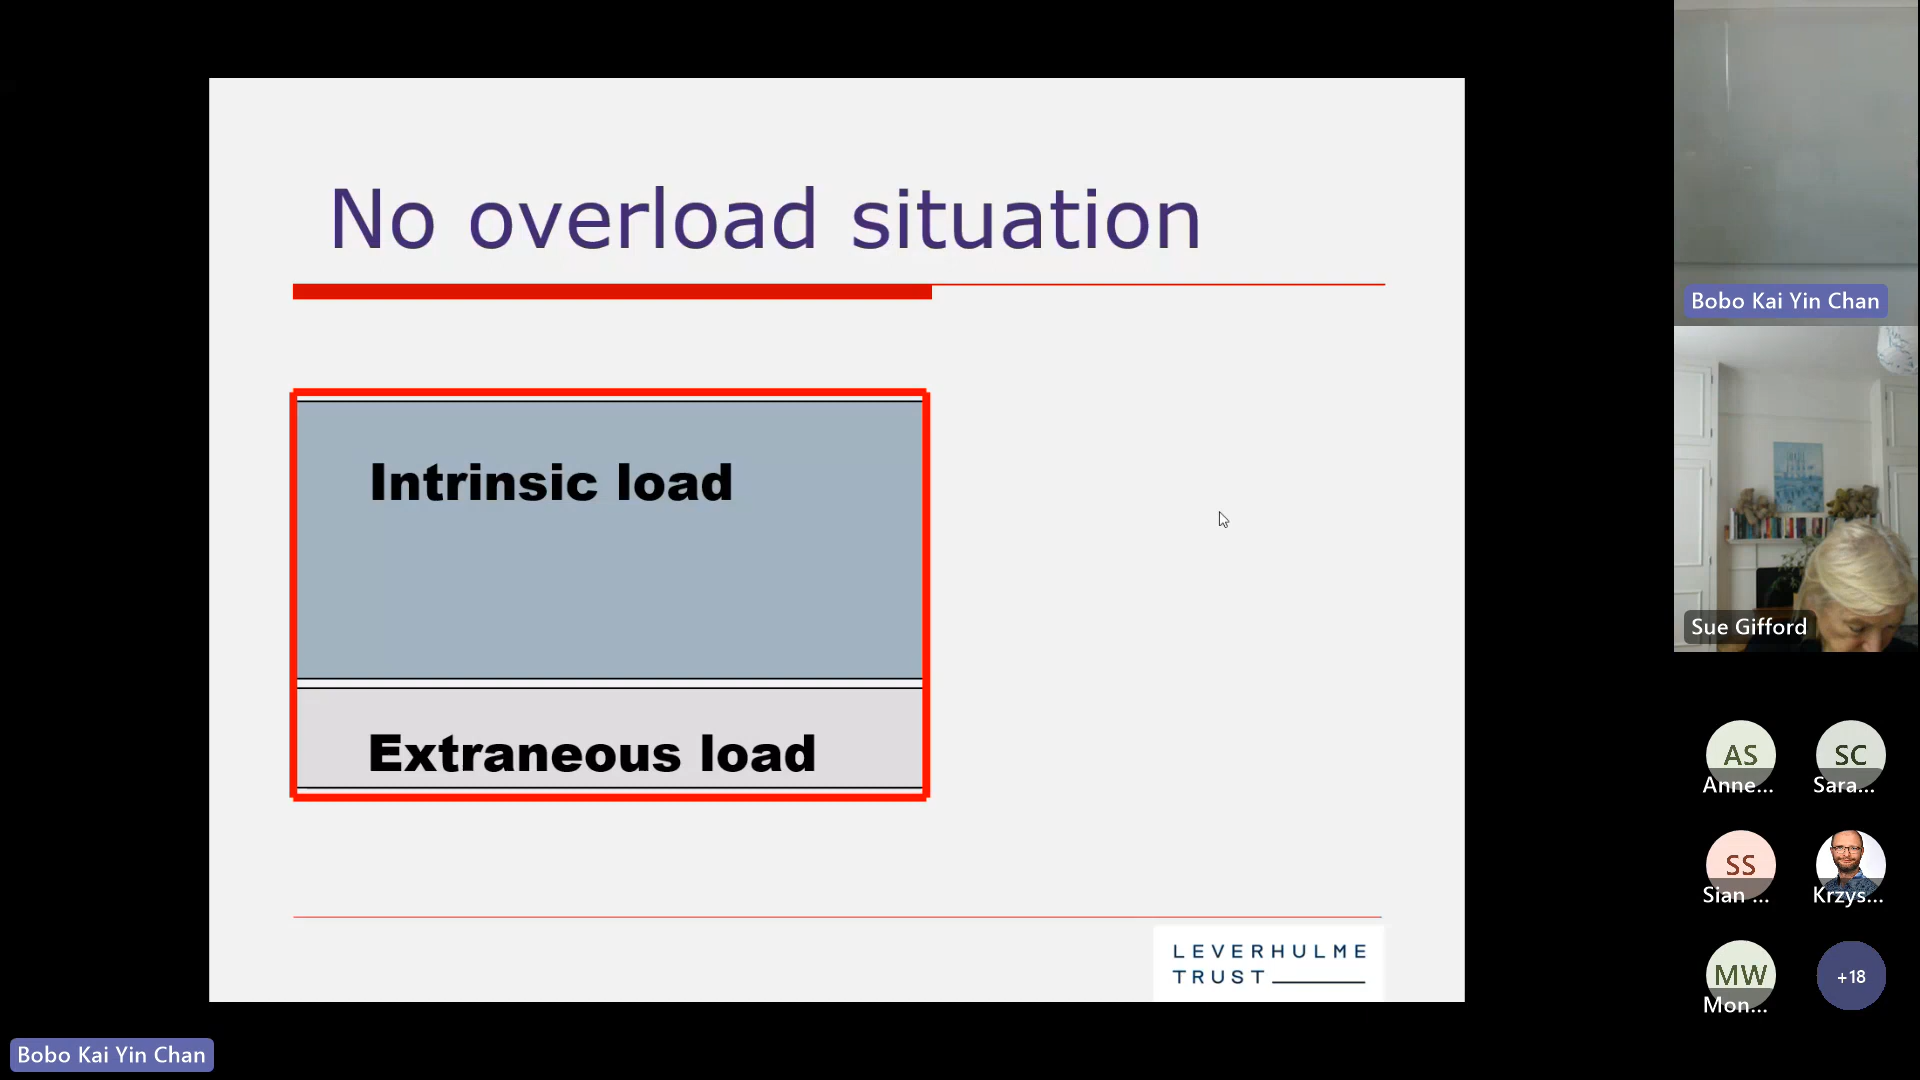 No overload situation
Intrinsic load
Extraneous load
LEVERHULME
TRUST
Bobo Kai Yin Chan
Sue Gifford
AS
Anne...
SC
Sara...
SS
Sian ...
Krzys...
MW
Mon...
+18
Bobo Kai Yin Chan